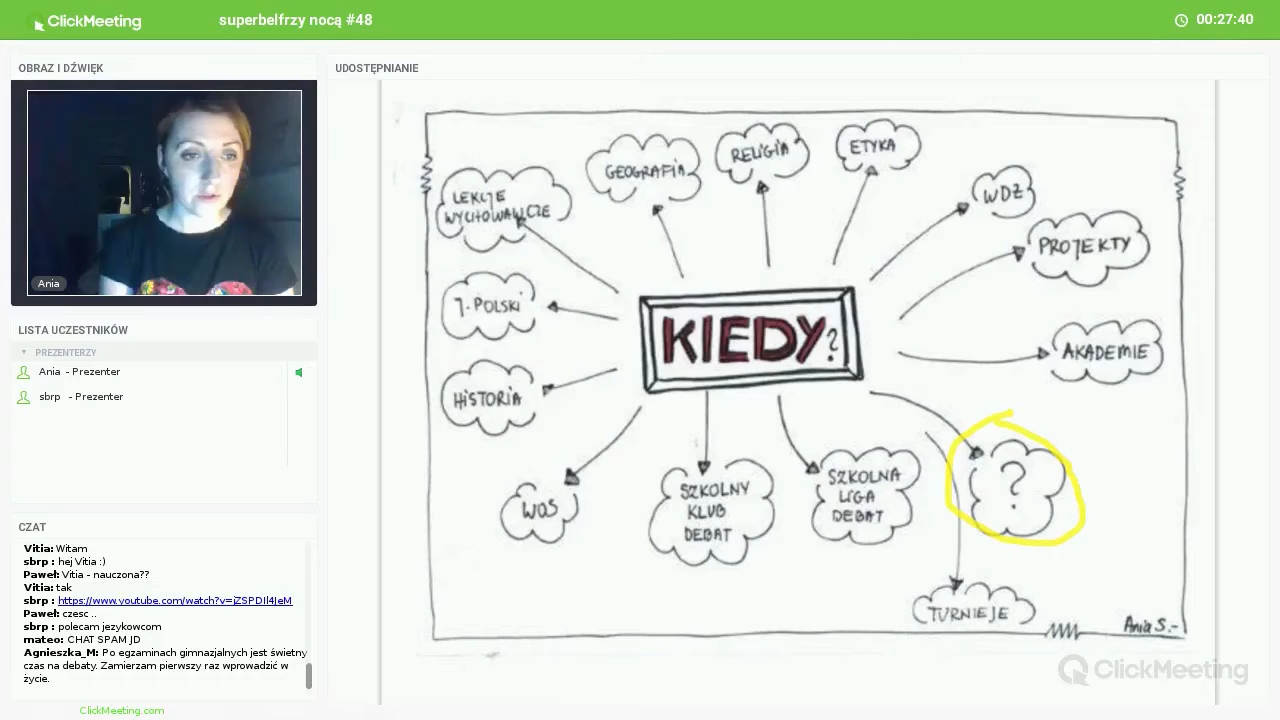 ClickMeeting
superbelfrzy nocą #48
00:27:40
OBRAZ I DŹWIĘK
Ania
LISTA UCZESTNIKÓW
PREZENTERZY
Ania - Prezenter
sbrp - Prezenter
CZAT
Vitia: Witam
sbrp : hej Vitia :)
Paweł: Vitia - nauczona??
Vitia: tak
sbrp : https://www.youtube.com/watch?v=jZSPDIl4JeM
Paweł: czesc ..
sbrp : polecam jezykowcom
mateo: CHAT SPAM JD
Agnieszka_M: Po egzaminach gimnazjalnych jest świetny
czas na debaty. Zamierzam pierwszy raz wprowadzić w
życie.
ClickMeeting.com
UDOSTĘPNIANIE
LEKCJE
WYCHOWAWCZE
GEOGRAFIA
RELIGIA
ETYKA
WDŻ
PROJEKTY
J. POLSKI
KIEDY?
AKADEMIE
HISTORIA
WOS
SZKOLNY
KLUB
DEBAT
SZKOLNA
LIGA
DEBAT
?
TURNIEJE
Ania S.-
ClickMeeting